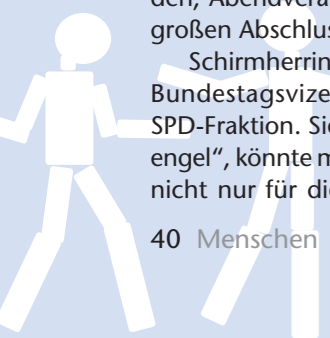 den, Abendvera
großen Abschlus
Schirmherrin
Bundestagsvize
SPD-Fraktion. Sie
engel“, könnte m
nicht nur für die
40 Menschen